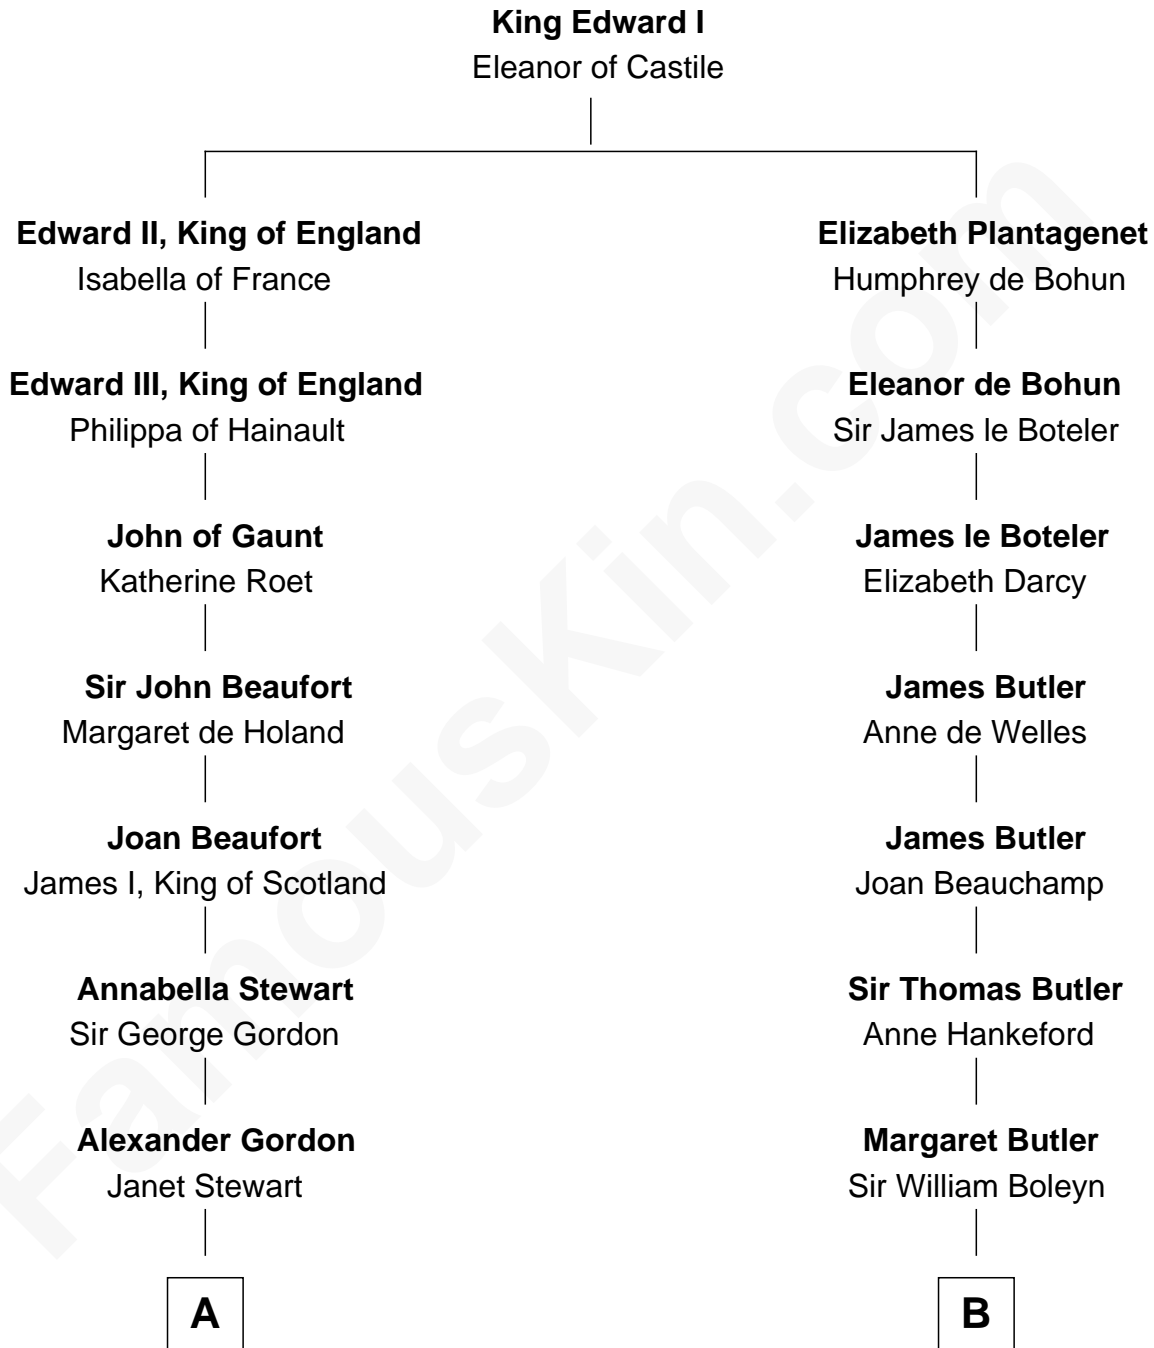 King Edward I
Eleanor of Castile
Edward II, King of England
Isabella of France
Elizabeth Plantagenet
Humphrey de Bohun
Edward III, King of England
Philippa of Hainault
Eleanor de Bohun
Sir James le Boteler
John of Gaunt
Katherine Roet
James le Boteler
Elizabeth Darcy
Sir John Beaufort
Margaret de Holand
James Butler
Anne de Welles
Joan Beaufort
James I, King of Scotland
James Butler
Joan Beauchamp
Annabella Stewart
Sir George Gordon
Sir Thomas Butler
Anne Hankeford
Alexander Gordon
Janet Stewart
Margaret Butler
Sir William Boleyn
A
B
FamousKin.com